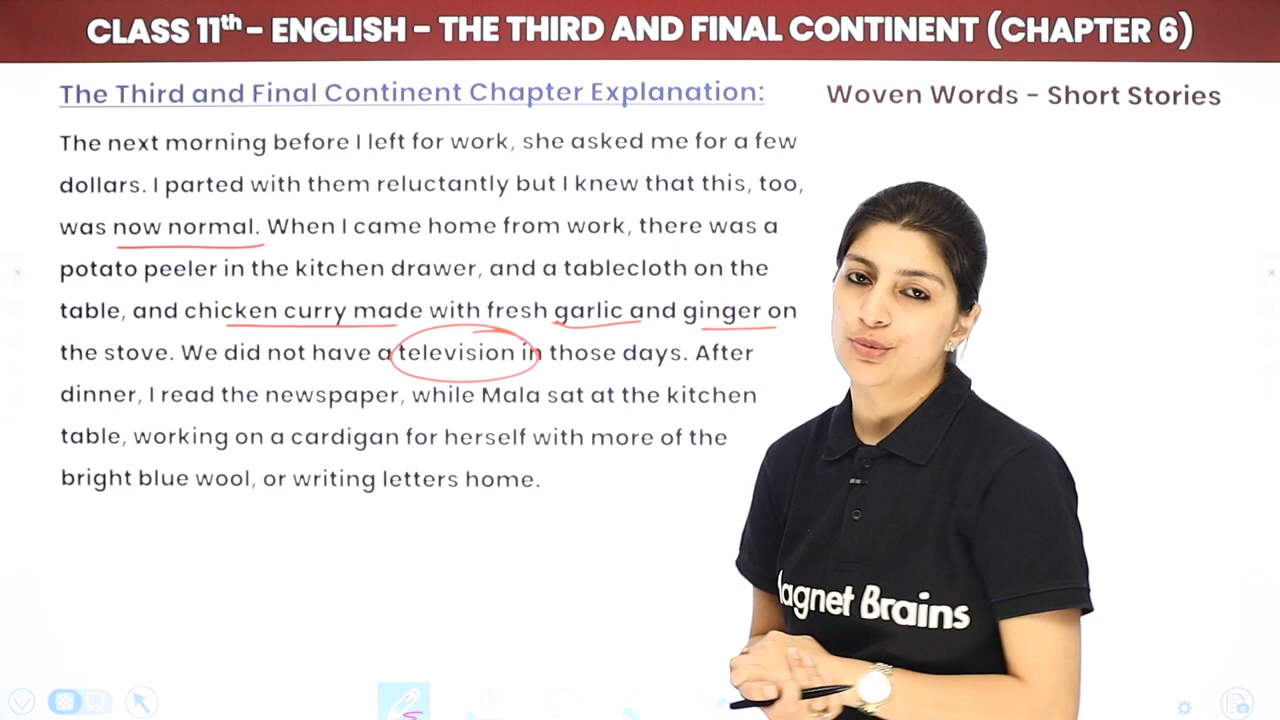 CLASS 11th - ENGLISH - THE THIRD AND FINAL CONTINENT (CHAPTER 6)
The Third and Final Continent Chapter Explanation:
Woven Words - Short Stories
The next morning before I left for work, she asked me for a few
dollars. I parted with them reluctantly but I knew that this, too,
was now normal. When I came home from work, there was a
potato peeler in the kitchen drawer, and a tablecloth on the
table, and chicken curry made with fresh garlic and ginger on
the stove. We did not have a television in those days. After
dinner, I read the newspaper, while Mala sat at the kitchen
table, working on a cardigan for herself with more of the
bright blue wool, or writing letters home.
agnet Brains